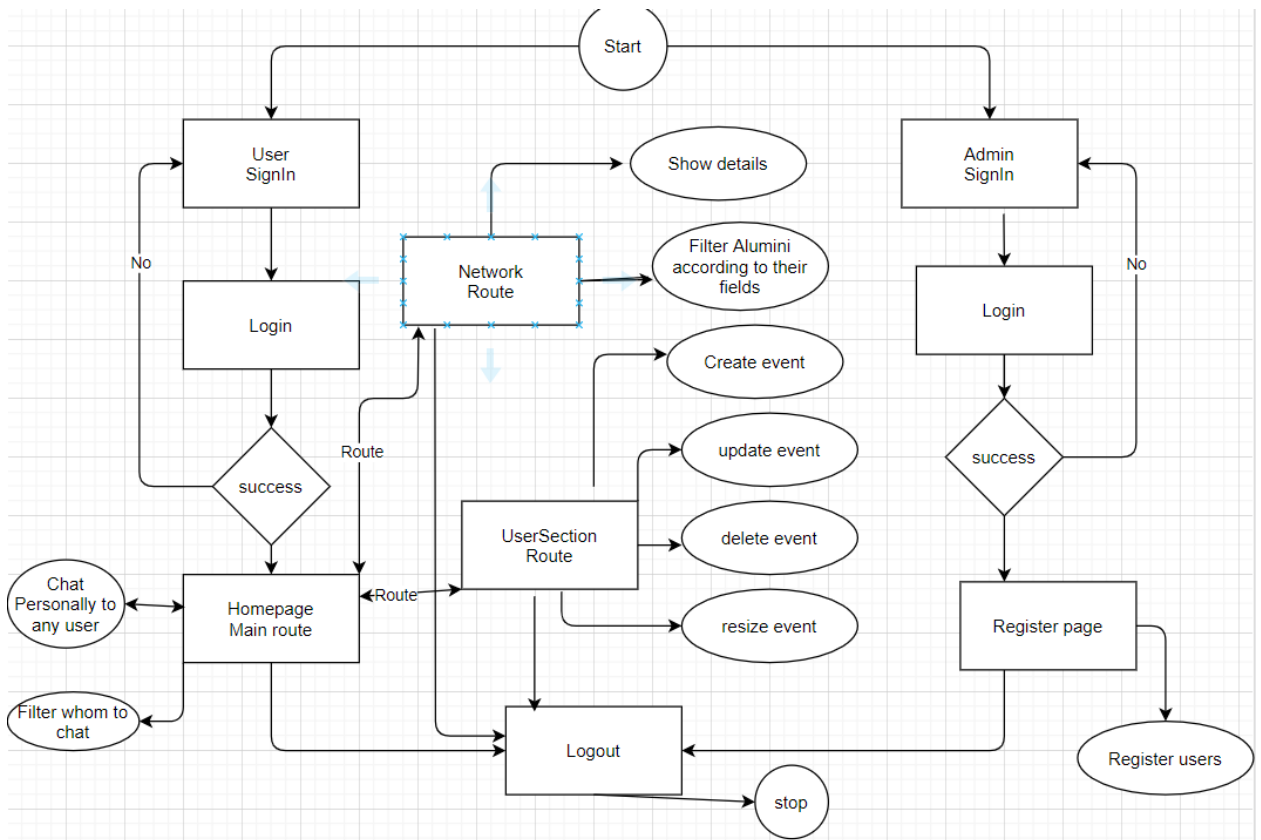 Start
User
SignIn
Show details
Admin
SignIn
No
Network
Route
Filter Alumini
according to their
fields
No
Login
Login
Create event
Route
update event
success
success
UserSection
Route
delete event
Chat
Personally to
any user
Homepage
Main route
Route
resize event
Register page
Filter whom to
chat
Logout
Register users
stop